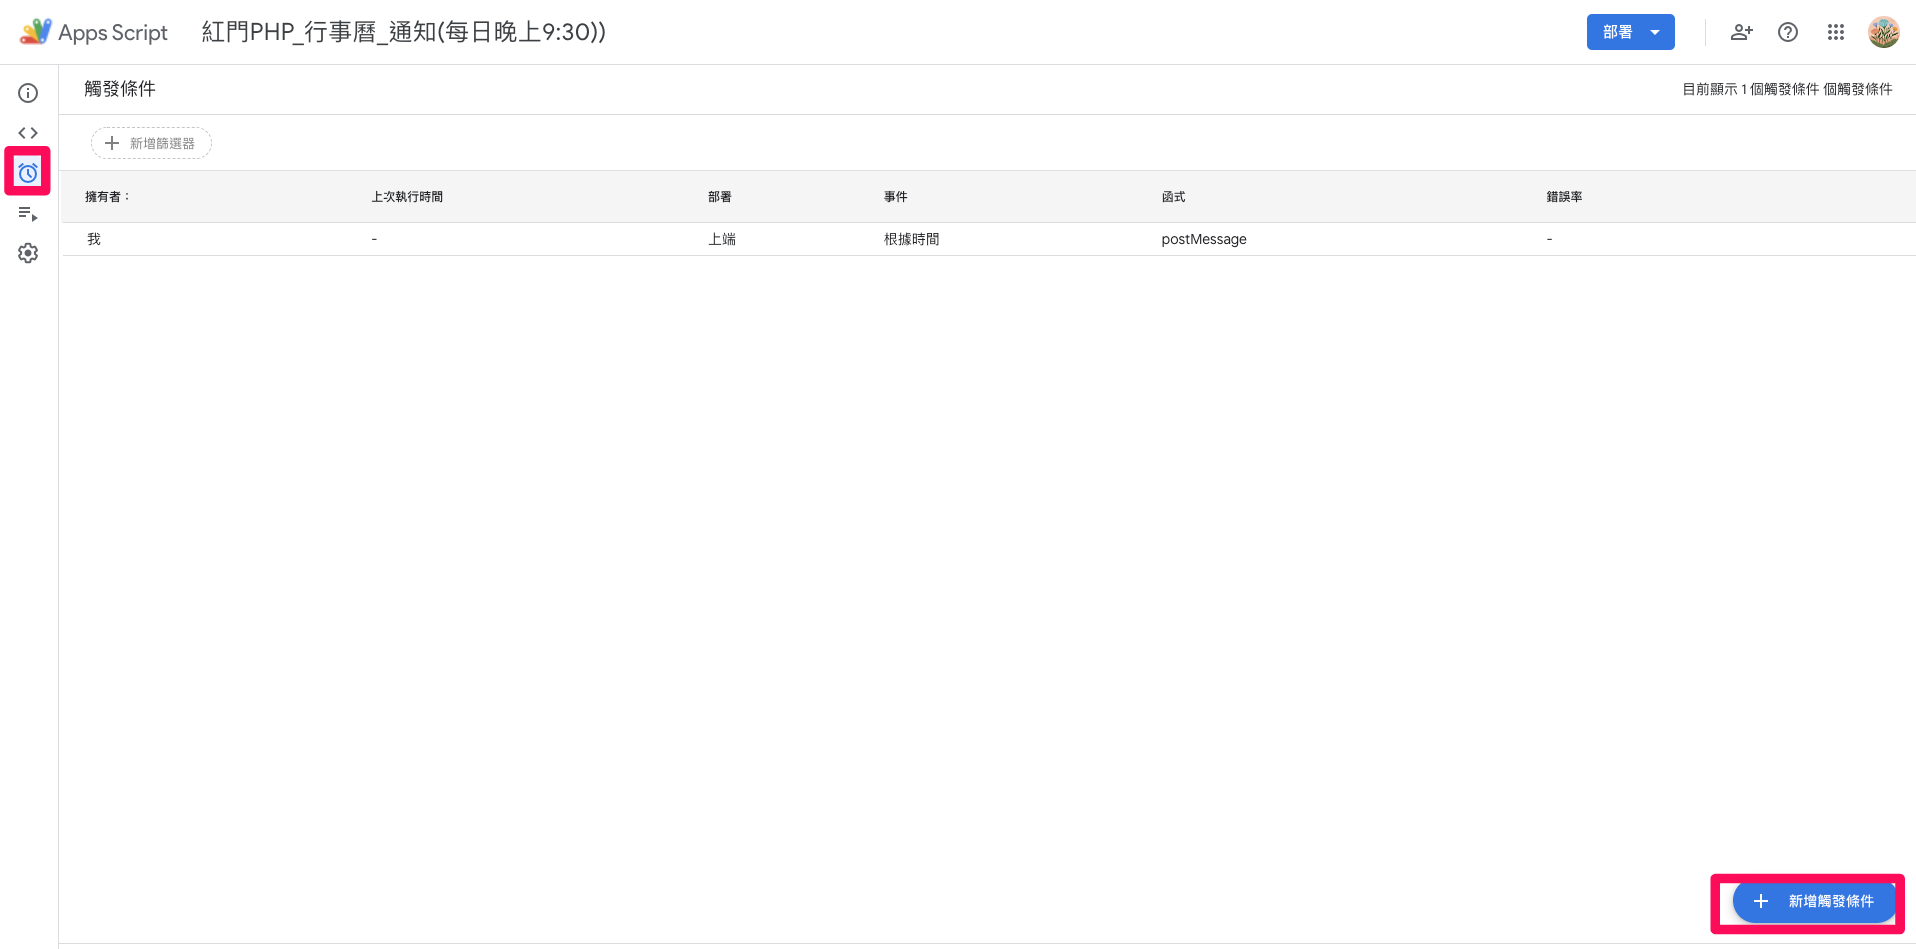 Apps Script 紅門PHP_行事曆_通知(每日晚上9:30)) 部署
觸發條件 目前顯示 1 個觸發條件 個觸發條件
新增篩選器
擁有者： 上次執行時間 部署 事件 函式 錯誤率
我 - 上端 根據時間 postMessage -
新增觸發條件